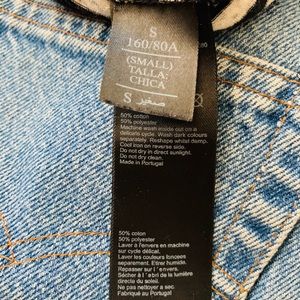 S
160/80A
(SMALL)
TALLA:
CHICA
S صغير
50% cotton
50% polyester
Machine wash inside out on a
delicate cycle. Wash dark colours
separately. Reshape whilst damp.
Cool iron on reverse side.
Do not dry in direct sunlight.
Do not dry clean.
Made in Portugal
50% coton
50% polyester
Laver à l'envers en machine
sur cycle délicat.
Laver les couleurs foncées
séparément. Etirer humide.
Repasser sur l'envers.
Sécher à l'abri de la lumière
directe du soleil.
Ne pas nettoyer a sec.
Fabriqué au Portugal